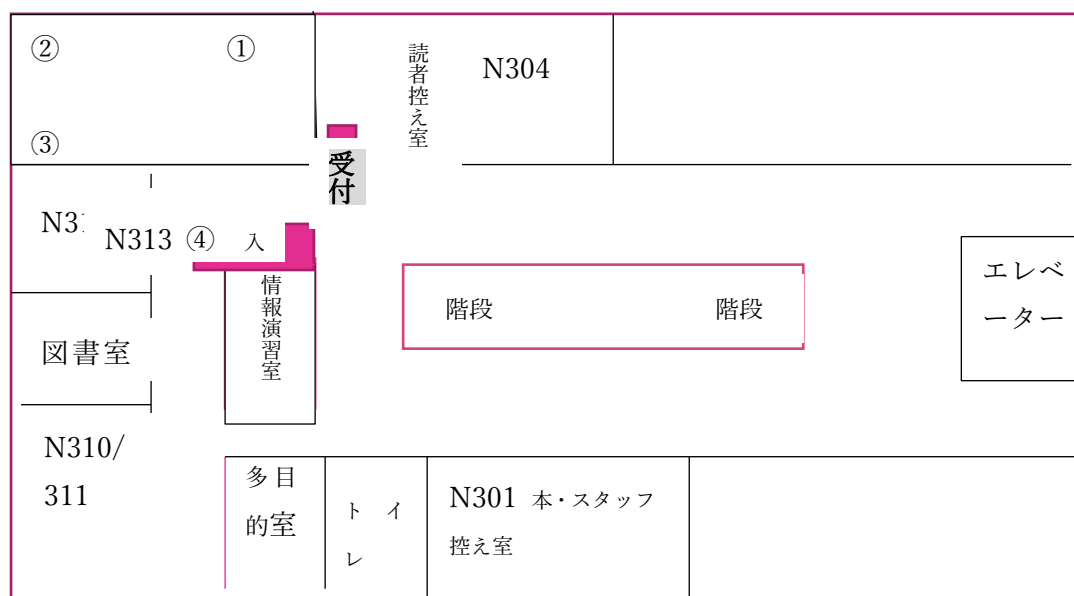 ②
①
読者控え室
N304
③
受付
N31
N313 ④ 入
情報演習室
階段
階段
エレベ
ーター
図書室
N310/
311
多目
的室
トイ
レ
N301 本・スタッフ
控え室